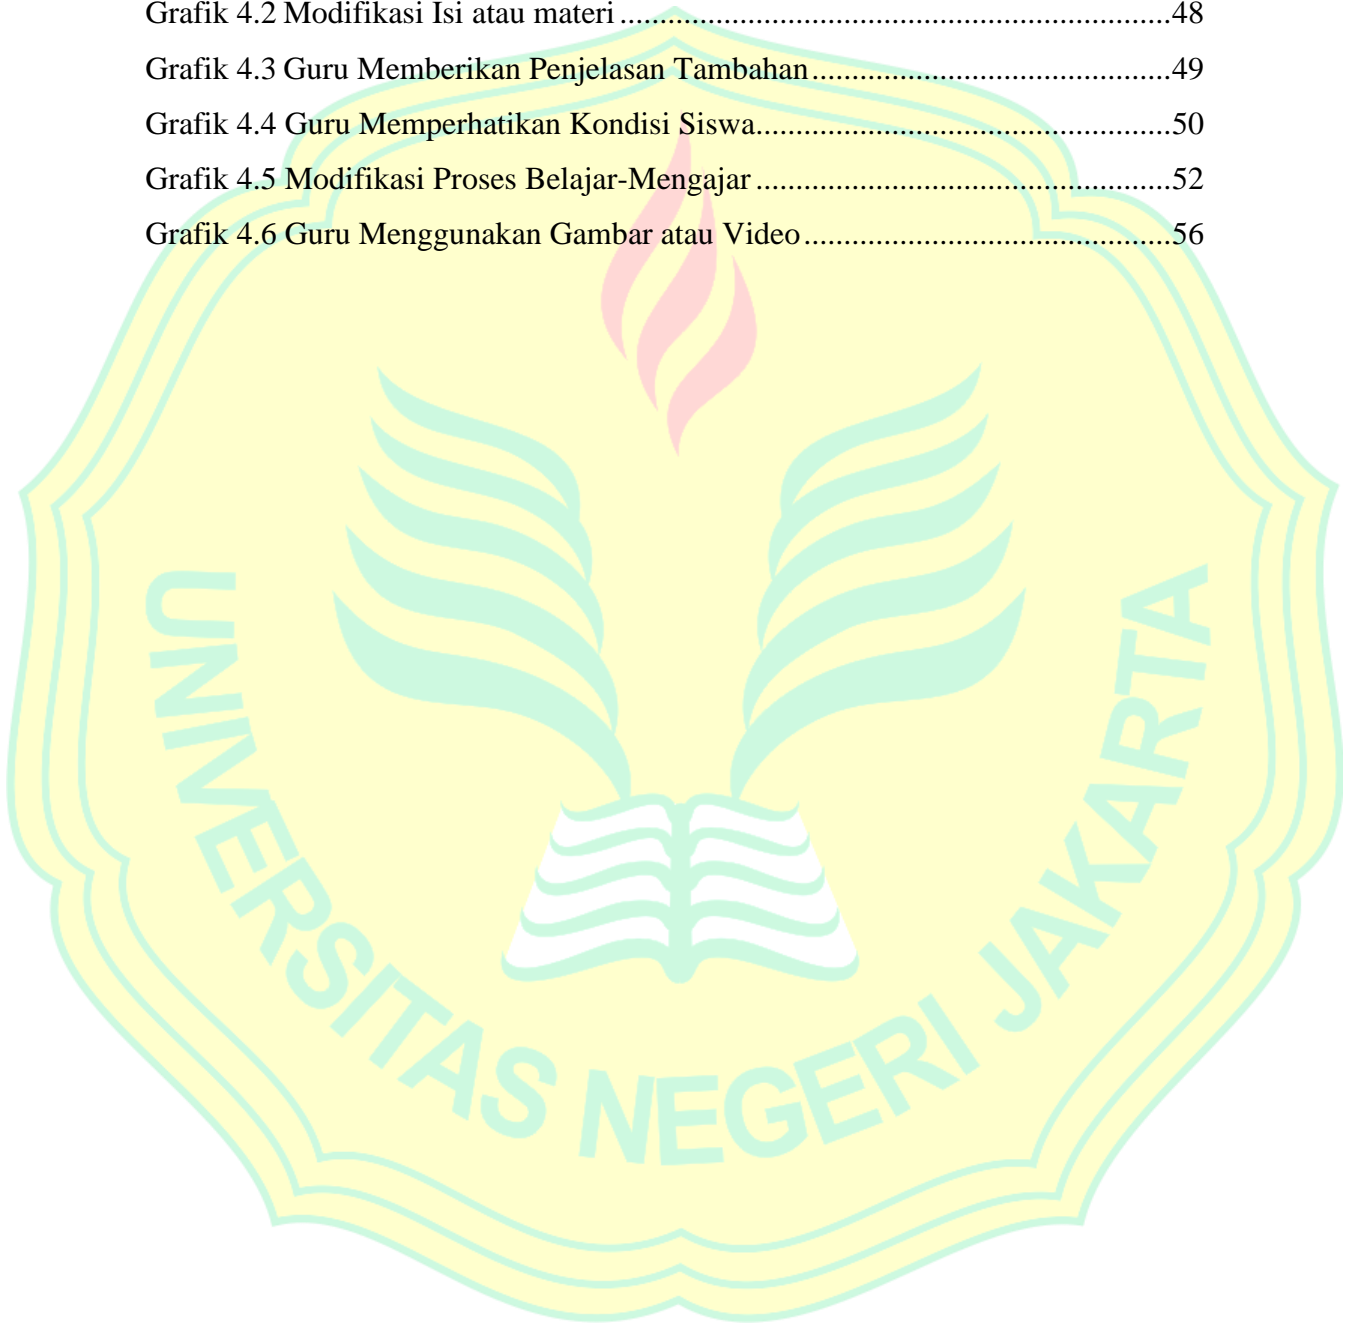 Grafik 4.2 Modifikasi Isi atau materi.....................................................................48
Grafik 4.3 Guru Memberikan Penjelasan Tambahan.............................................49
Grafik 4.4 Guru Memperhatikan Kondisi Siswa....................................................50
Grafik 4.5 Modifikasi Proses Belajar-Mengajar....................................................52
Grafik 4.6 Guru Menggunakan Gambar atau Video..............................................56
UNIVERSITAS NEGERI JAKARTA